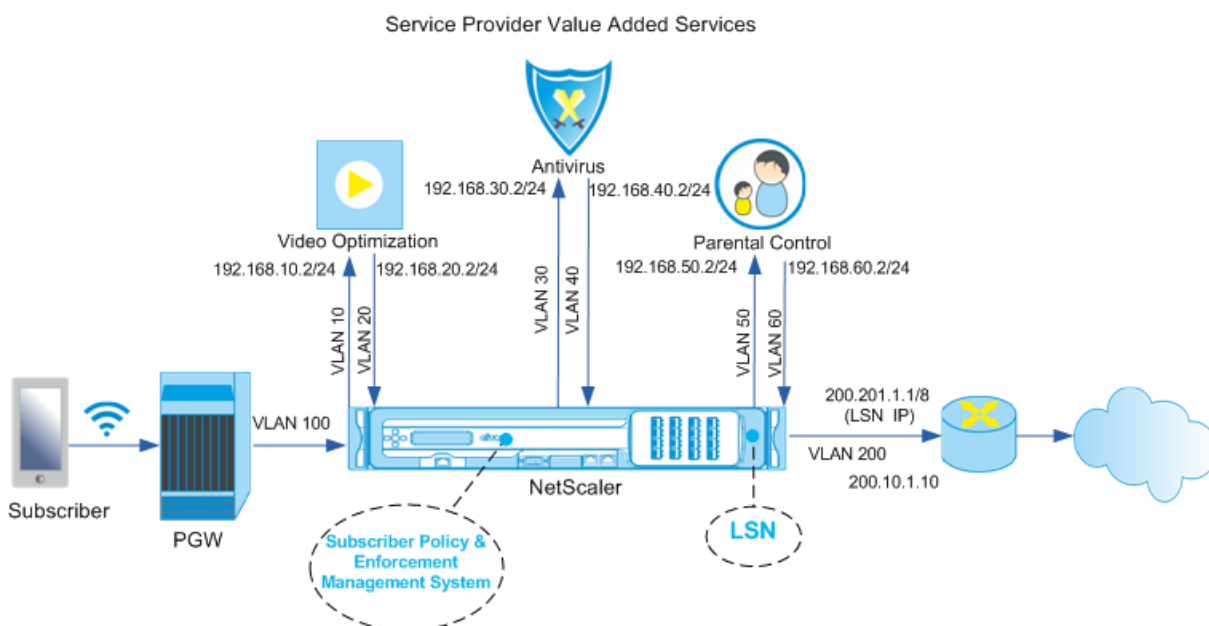 Service Provider Value Added Services
Antivirus
192.168.30.2/24
192.168.40.2/24
Video Optimization
192.168.10.2/24
192.168.20.2/24
Parental Control
192.168.50.2/24
192.168.60.2/24
VLAN 10
VLAN 20
VLAN 30
VLAN 40
VLAN 50
VLAN 60
VLAN 100
200.201.1.1/8
(LSN IP)
VLAN 200
200.10.1.10
NetScaler
Subscriber
PGW
Subscriber Policy &
Enforcement
Management System
LSN